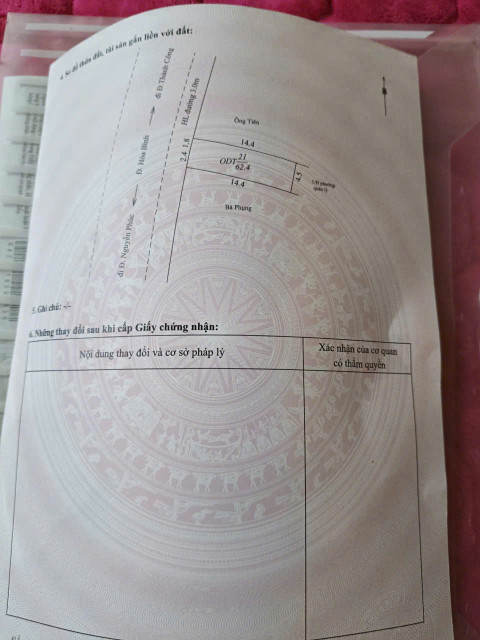 4. Sơ đồ thửa đất, tài sản gắn liền với đất:
đi Đ Thành Công
HL đường 3.0m
Đ. Hòa Bình
đi Đ. Nguyễn Phúc
Ông Tiên
14.4
2.4 1.8
ODT 21
62.4
4.5
14.4
Bà Phụng
5. Ghi chú: -/-
6. Những thay đổi sau khi cấp Giấy chứng nhận:
Nội dung thay đổi và cơ sở pháp lý
Xác nhận của cơ quan
có thẩm quyền